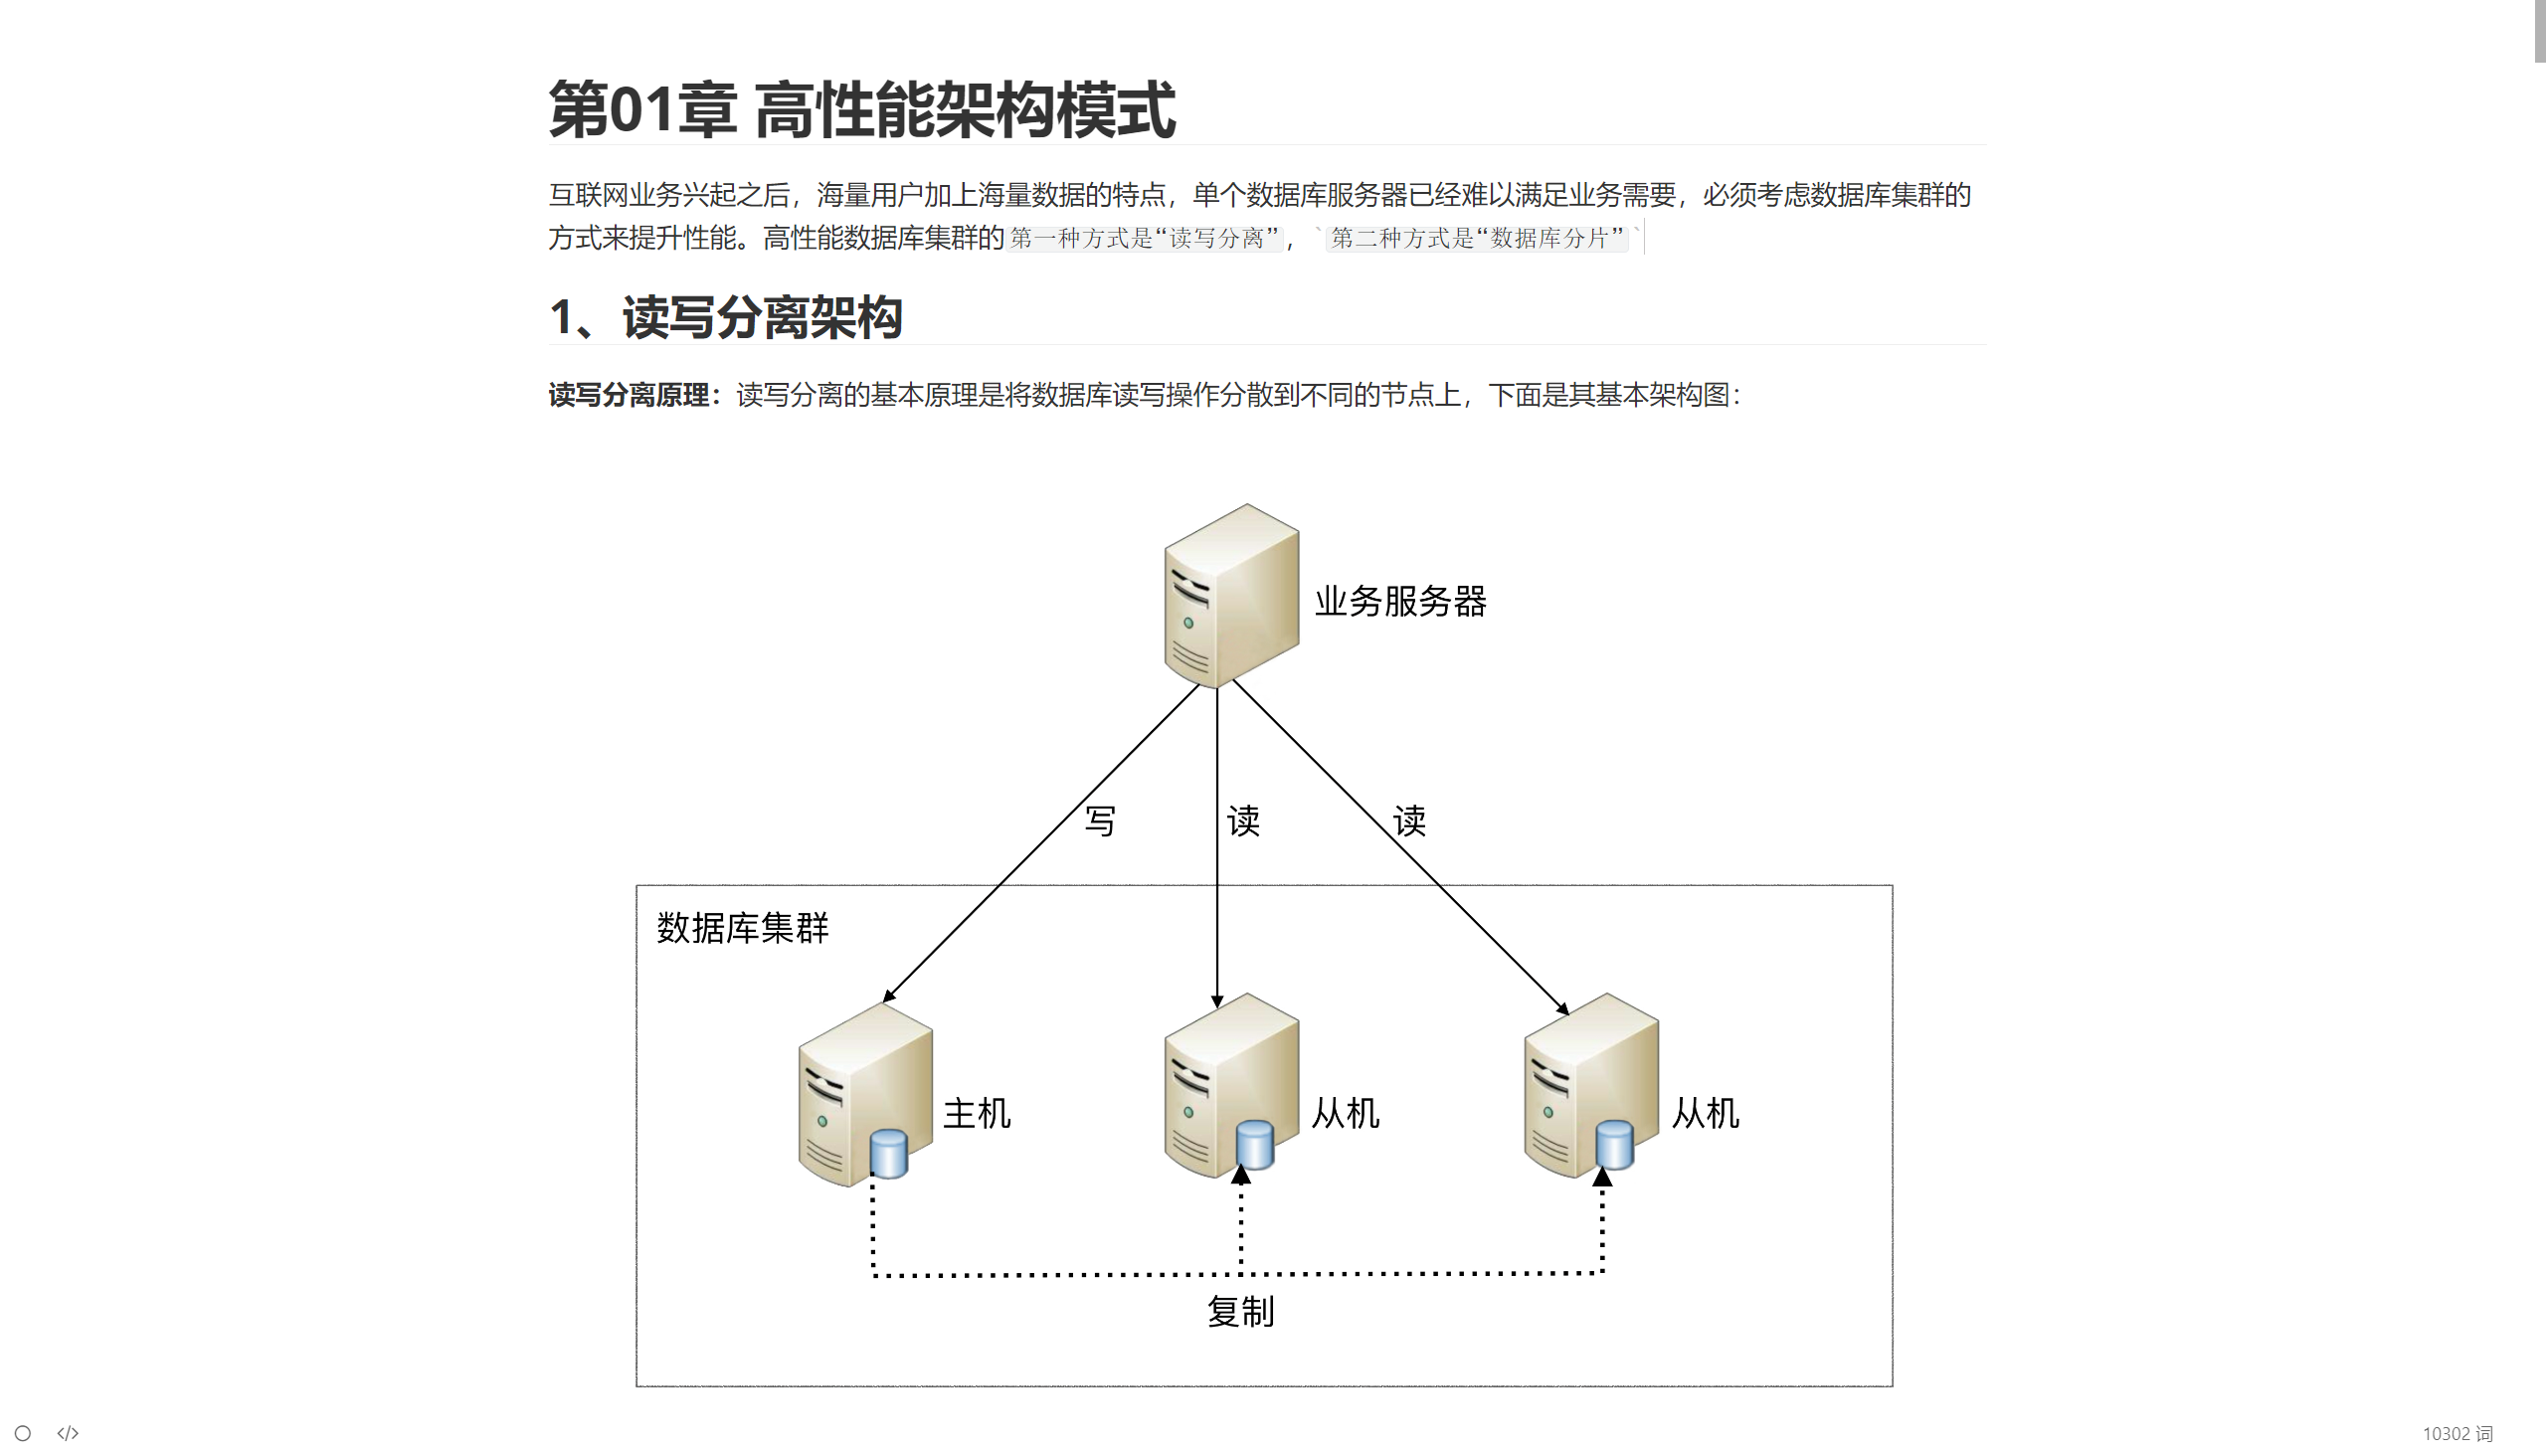 第01章 高性能架构模式
互联网业务兴起之后，海量用户加上海量数据的特点，单个数据库服务器已经难以满足业务需要，必须考虑数据库集群的
方式来提升性能。高性能数据库集群的第一种方式是“读写分离”，`第二种方式是“数据库分片”`
1、读写分离架构
读写分离原理：读写分离的基本原理是将数据库读写操作分散到不同的节点上，下面是其基本架构图：
业务服务器
写 读 读
数据库集群
主机 从机 从机
复制
</> 10302 词